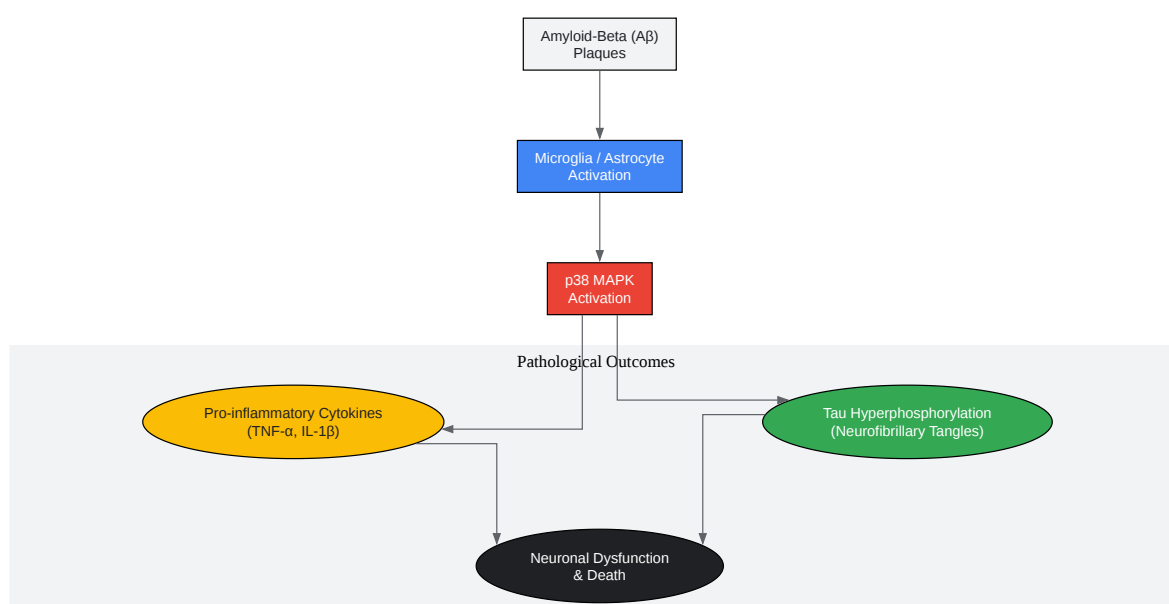 Amyloid-Beta (Aβ)
Plaques
Microglia / Astrocyte
Activation
p38 MAPK
Activation
Pathological Outcomes
Pro-inflammatory Cytokines
(TNF-α, IL-1β)
Tau Hyperphosphorylation
(Neurofibrillary Tangles)
Neuronal Dysfunction
& Death